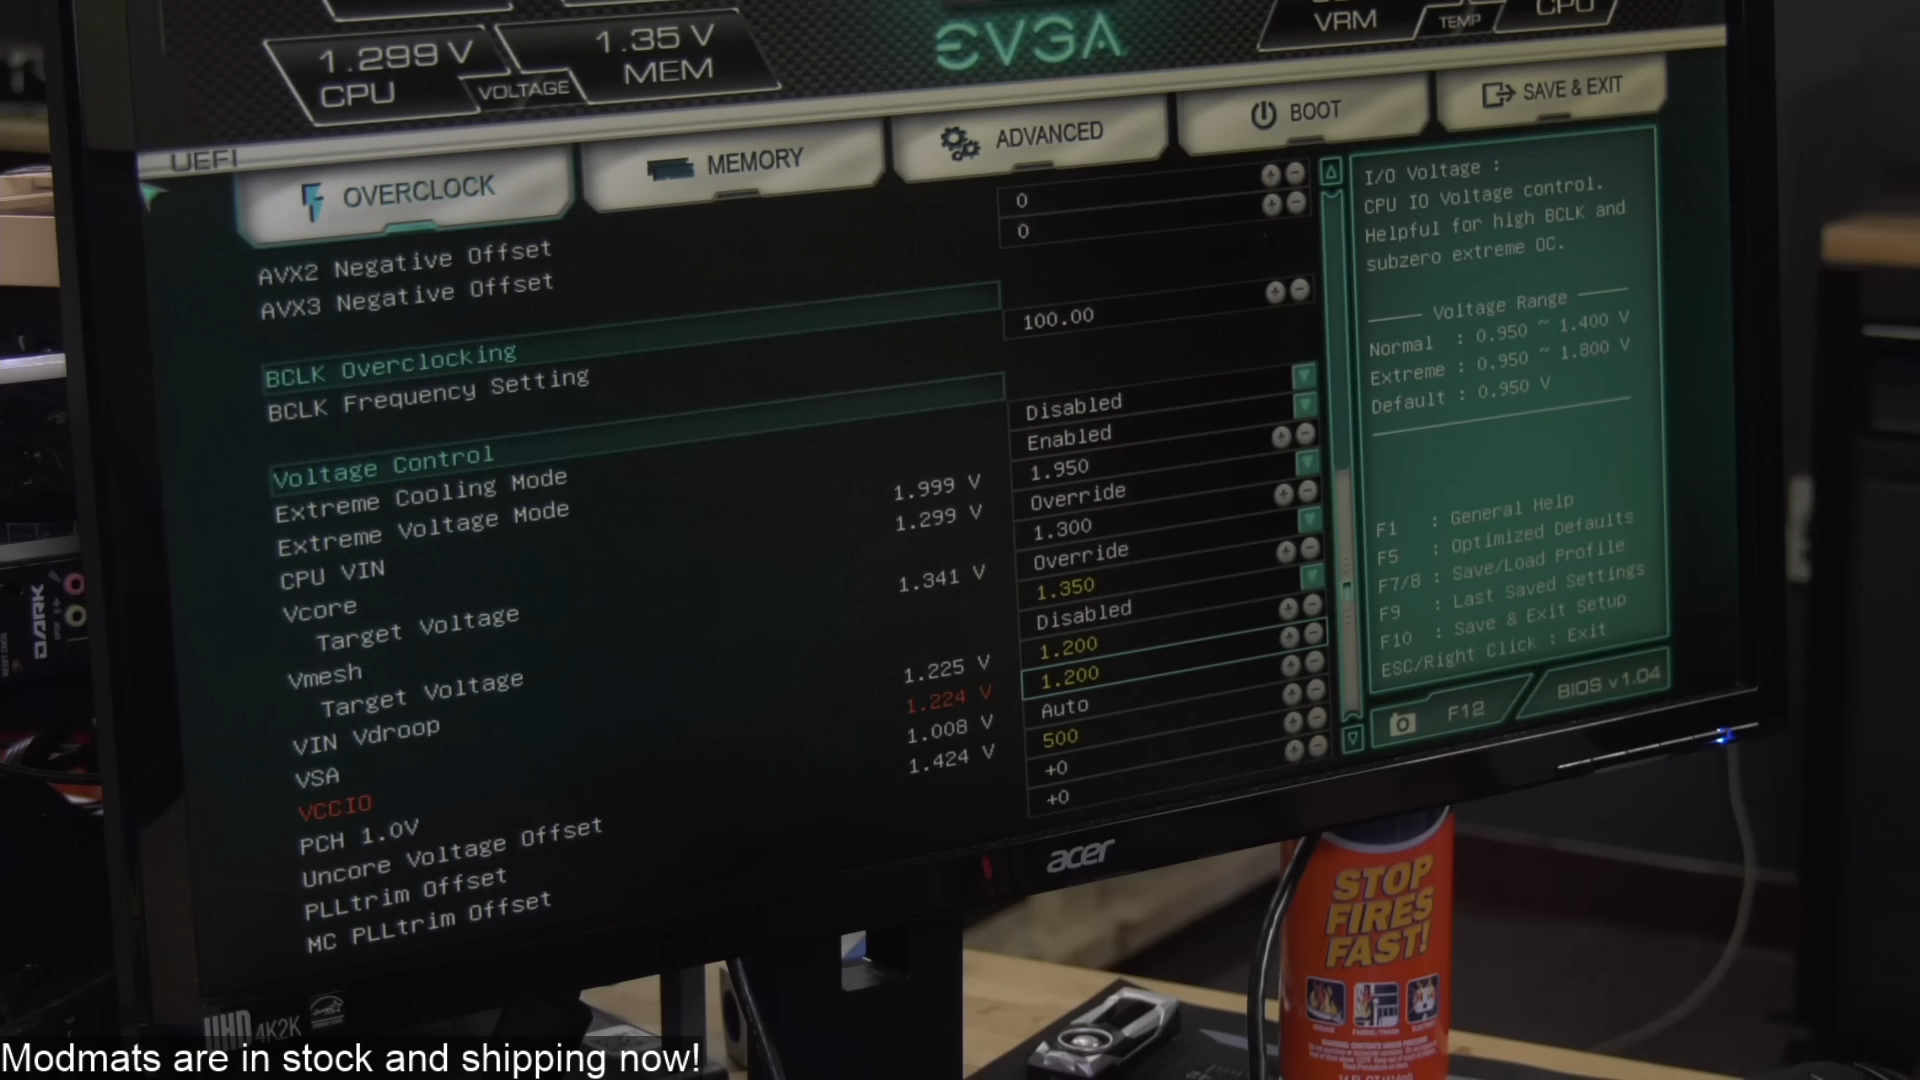 1.299 V
CPU
VOLTAGE
1.35 V
MEM
EVGA
VRM
TEMP
CPU
UEFI
OVERCLOCK
MEMORY
ADVANCED
BOOT
SAVE & EXIT
AVX2 Negative Offset 0
AVX3 Negative Offset 0
BCLK Overclocking
BCLK Frequency Setting 100.00
Voltage Control
Extreme Cooling Mode Disabled
Extreme Voltage Mode Enabled
CPU VIN 1.999 V 1.950
Vcore 1.299 V Override
Target Voltage 1.300
Vmesh 1.341 V Override
Target Voltage 1.350
VIN Vdroop Disabled
VSA 1.225 V 1.200
VCCIO 1.224 V 1.200
PCH 1.0V 1.008 V Auto
Uncore Voltage Offset 1.424 V 500
PLLtrim Offset +0
MC PLLtrim Offset +0
I/O Voltage :
CPU IO Voltage control.
Helpful for high BCLK and
subzero extreme OC.
Voltage Range
Normal : 0.950 ~ 1.400 V
Extreme : 0.950 ~ 1.800 V
Default : 0.950 V
F1 : General Help
F5 : Optimized Defaults
F7/8 : Save/Load Profile
F9 : Last Saved Settings
F10 : Save & Exit Setup
ESC/Right Click : Exit
F12
BIOS v1.04
acer
DARK
UHD 4K2K
STOP
FIRES
FAST!
Modmats are in stock and shipping now!